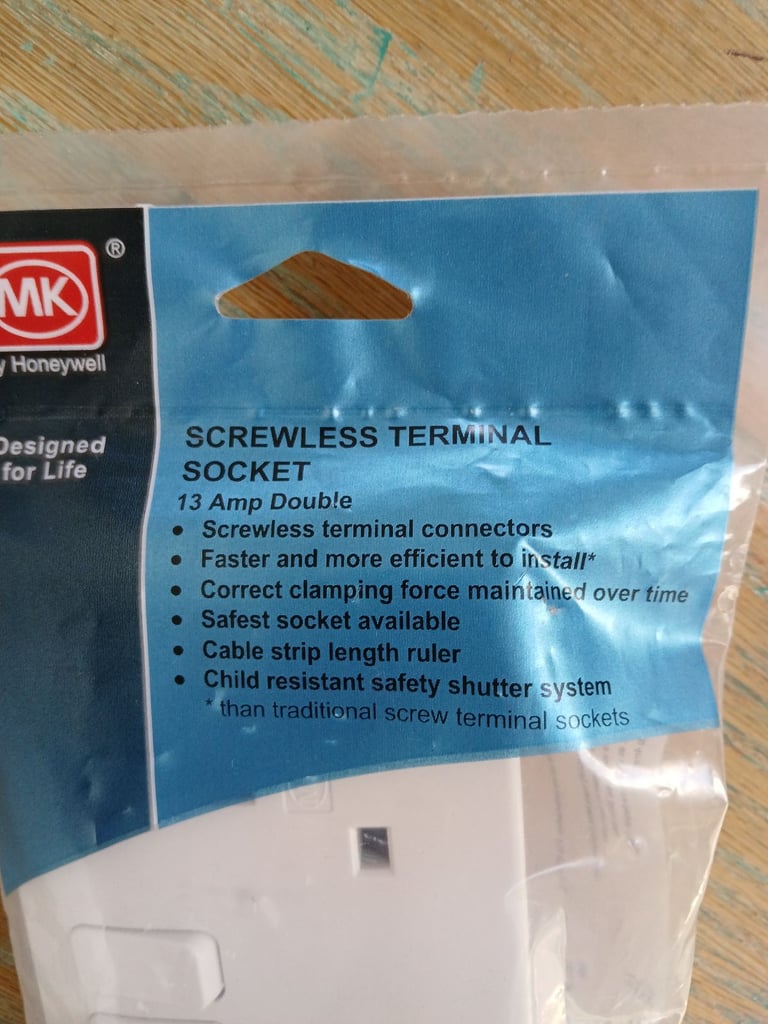 ®
MK
y Honeywell
Designed
for Life
SCREWLESS TERMINAL
SOCKET
13 Amp Double
• Screwless terminal connectors
• Faster and more efficient to install*
• Correct clamping force maintained over time
• Safest socket available
• Cable strip length ruler
• Child resistant safety shutter system
* than traditional screw terminal sockets
MK